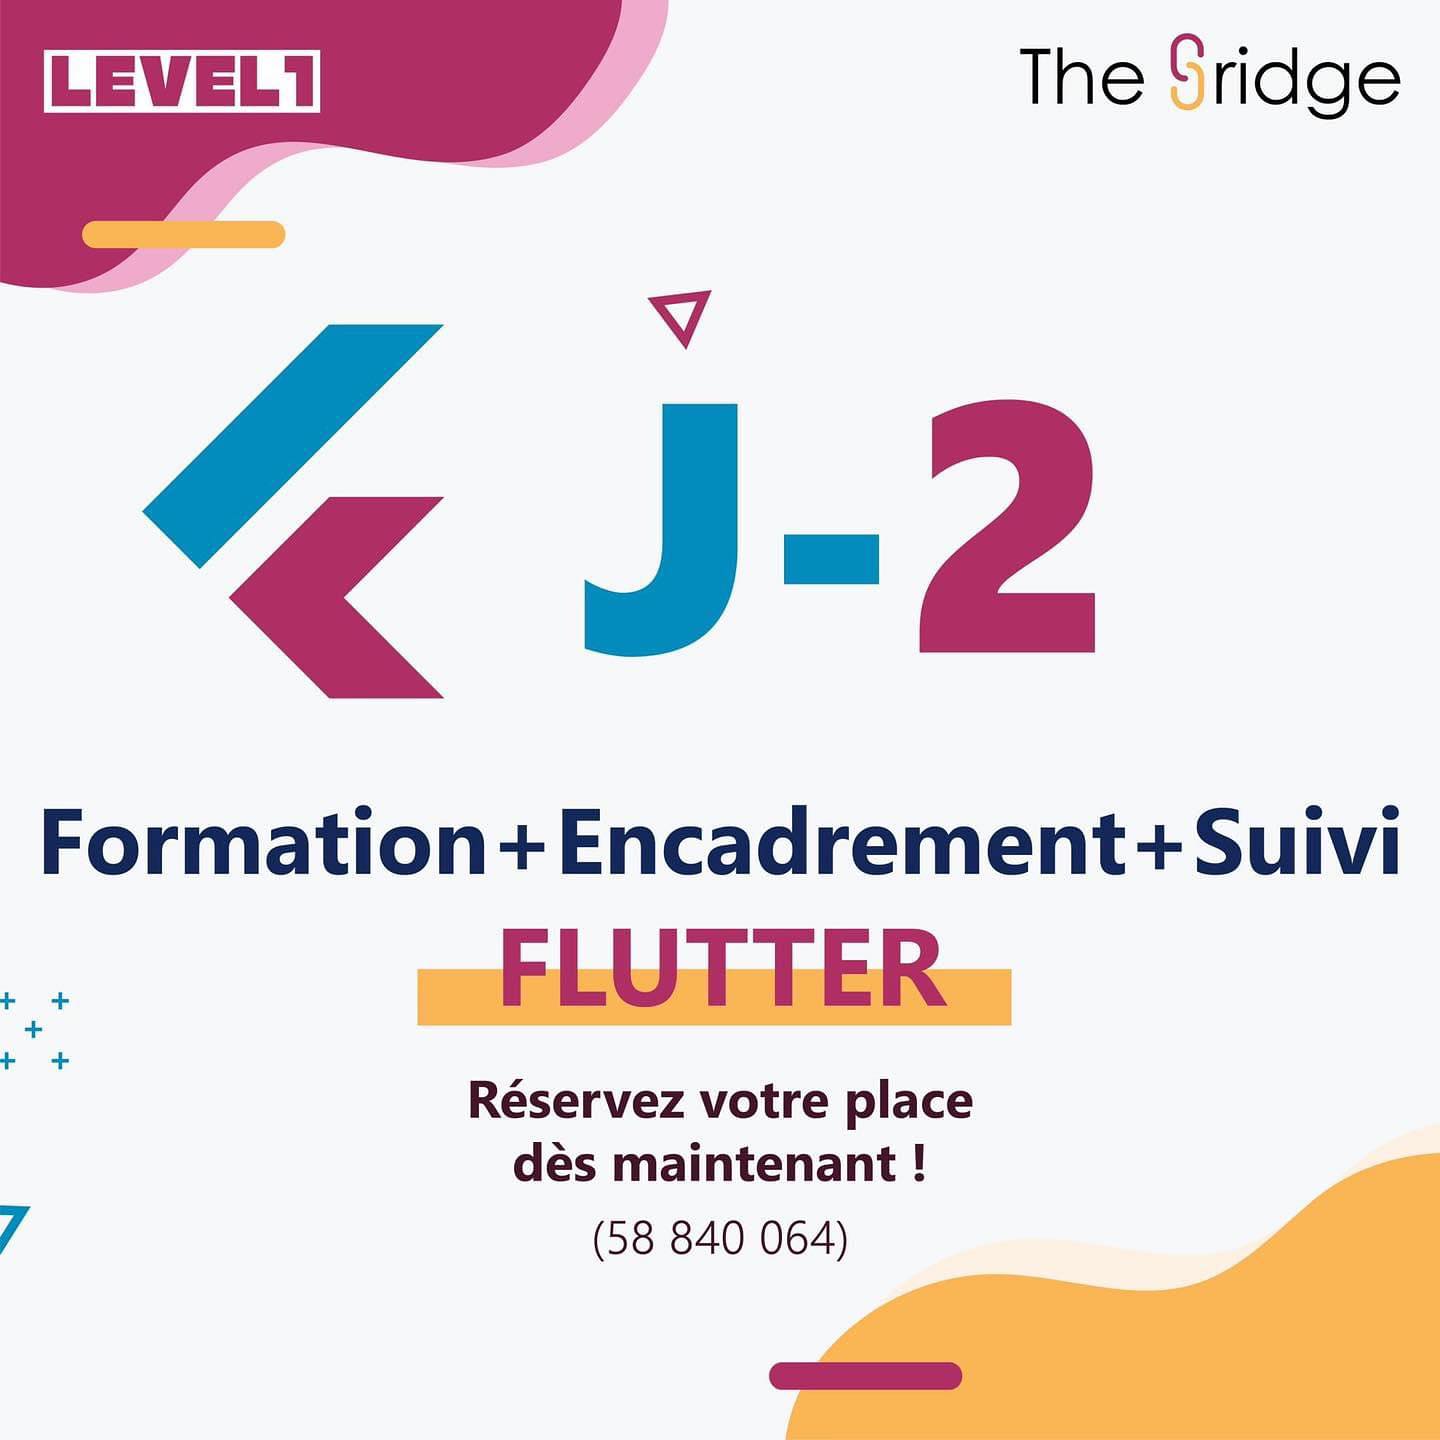 LEVEL1
The Bridge
J-2
Formation+Encadrement+Suivi
FLUTTER
Réservez votre place
dès maintenant !
(58 840 064)